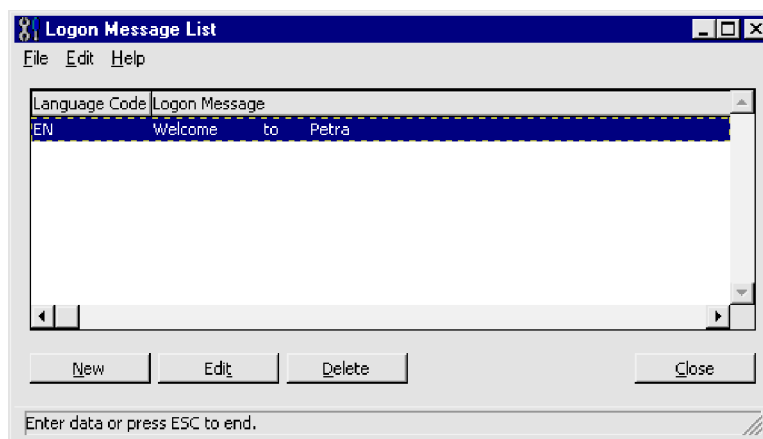 Logon Message List
File Edit Help
Language Code Logon Message
EN Welcome to Petra
New Edit Delete Close
Enter data or press ESC to end.